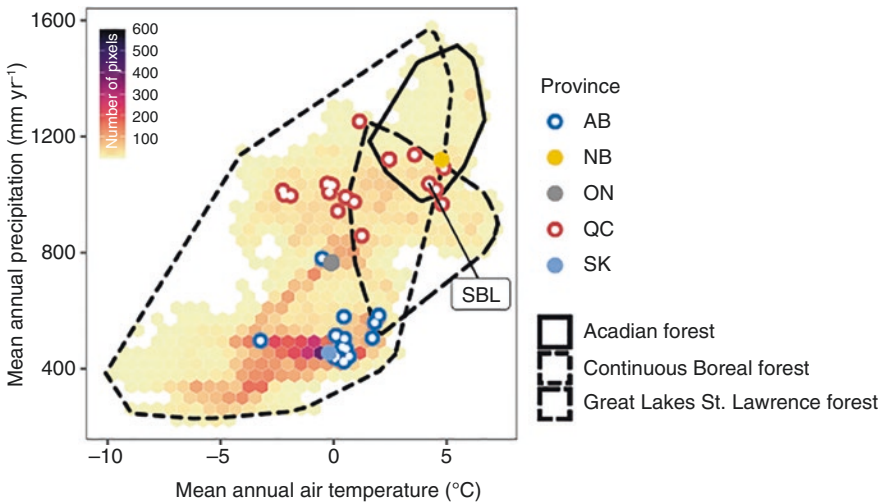 1600
1200
800
400
Mean annual precipitation (mm yr⁻¹)
Number of pixels
600
500
400
300
200
100
SBL
−10
−5
0
5
Mean annual air temperature (°C)
Province
AB
NB
ON
QC
SK
Acadian forest
Continuous Boreal forest
Great Lakes St. Lawrence forest